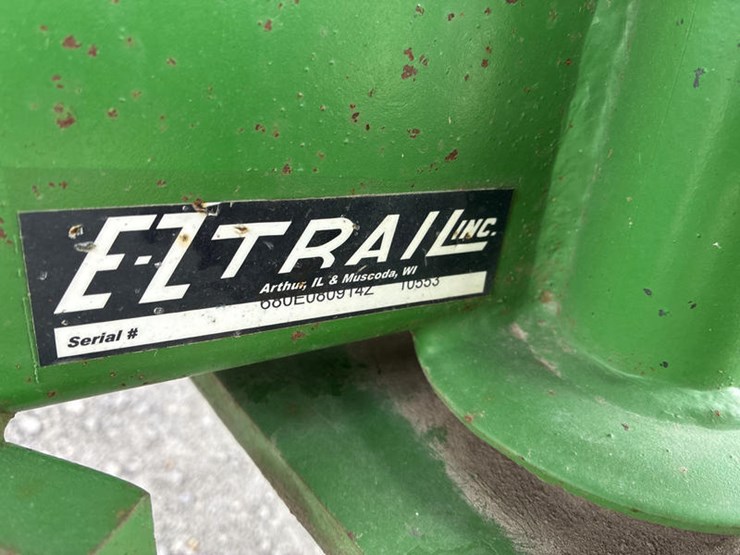 E-Z TRAIL INC.
Arthur, IL & Muscoda, WI
680E0809142 10553
Serial #